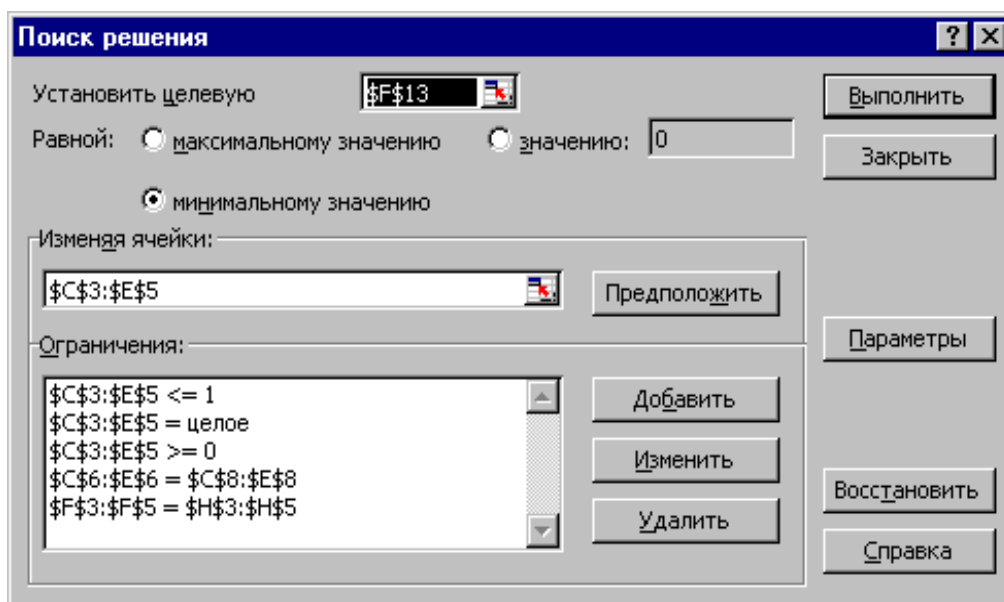 Поиск решения
Установить целевую $F$13 Выполнить
Равной: максимальному значению значению: 0 Закрыть
минимальному значению
Изменяя ячейки:
$C$3:$E$5 Предположить
Параметры
Ограничения:
$C$3:$E$5 <= 1 Добавить
$C$3:$E$5 = целое
$C$3:$E$5 >= 0 Изменить
$C$6:$E$6 = $C$8:$E$8 Восстановить
$F$3:$F$5 = $H$3:$H$5 Удалить
Справка